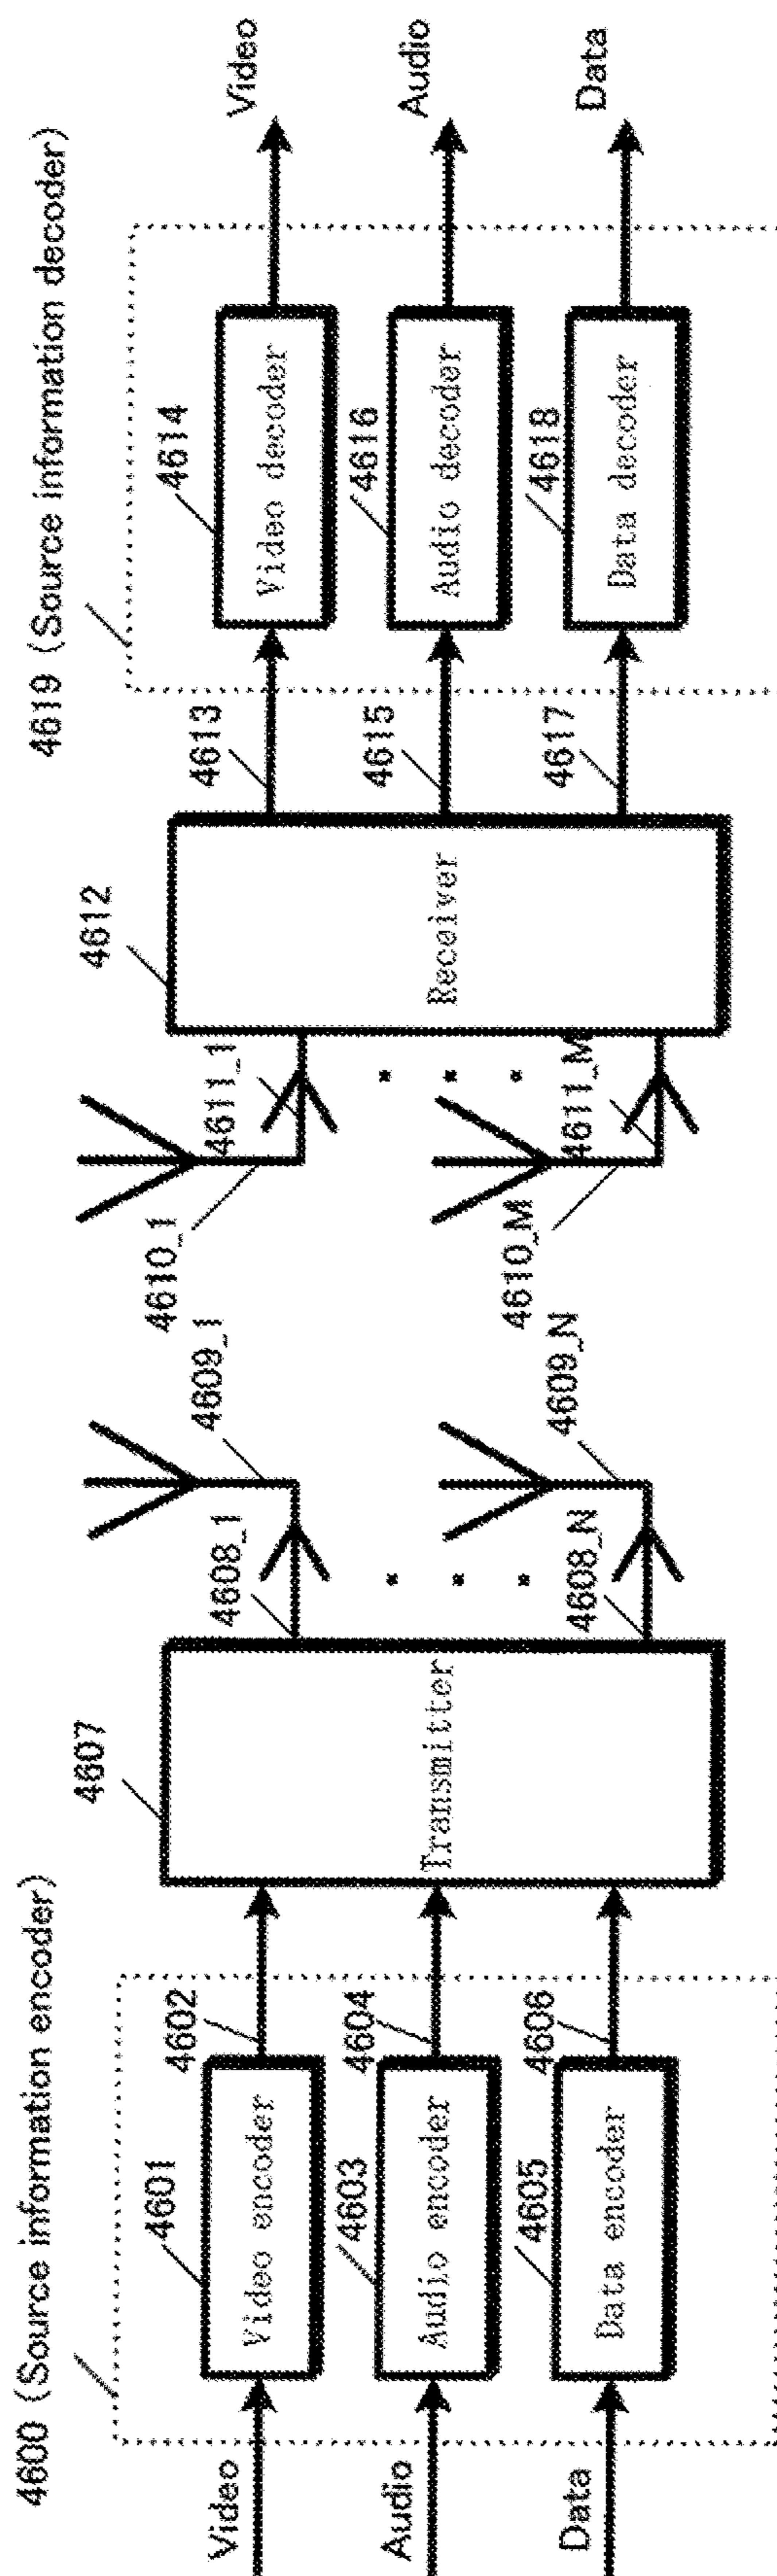 4600 (Source information encoder)
Video
4601
Video encoder
4602
Audio
4603
Audio encoder
4604
Data
4605
Data encoder
4606
4607
Transmitter
4608_1
4609_1
4608_N
4609_N
4610_1
4611_1
4610_M
4611_M
4612
Receiver
4619 (Source information decoder)
4613
4614
Video decoder
Video
4615
4616
Audio decoder
Audio
4617
4618
Data decoder
Data